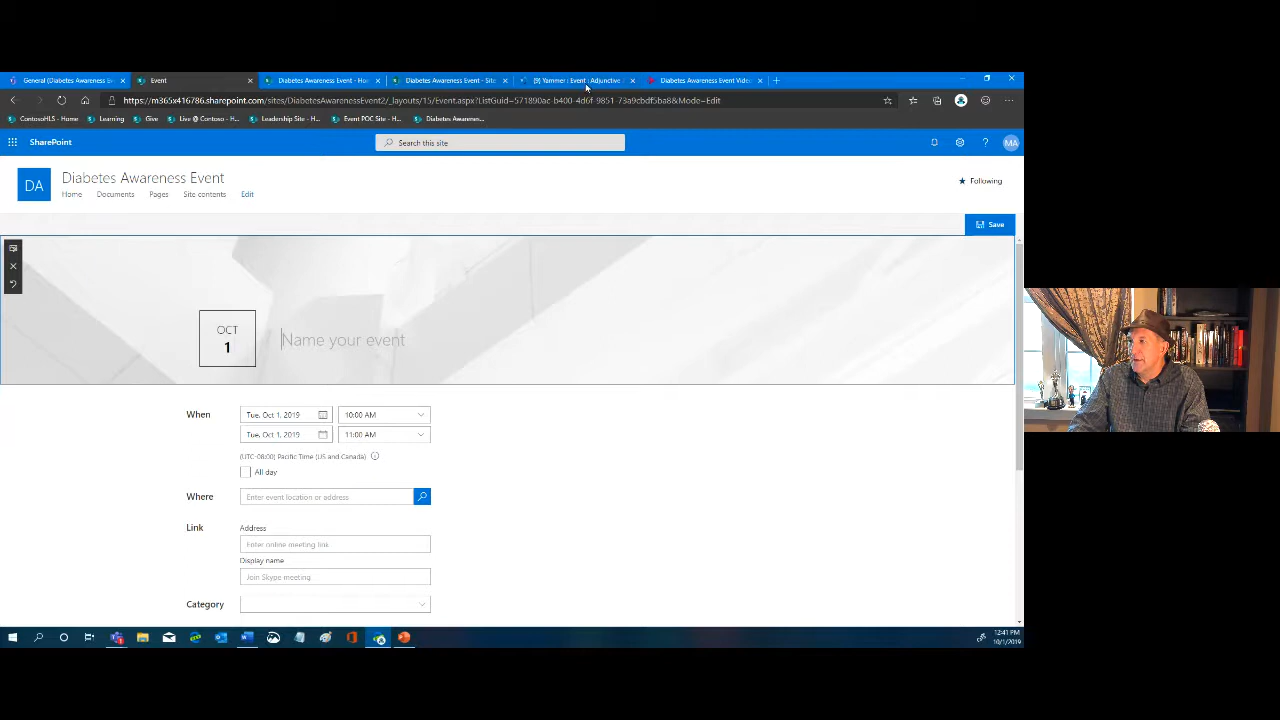 General (Diabetes Awareness E
Event
Diabetes Awareness Event - Ho
Diabetes Awareness Event - Site
(9) Yammer : Event : Adjunctive
Diabetes Awareness Event Vide
https://m365x416786.sharepoint.com/sites/DiabetesAwarenessEvent2/_layouts/15/Event.aspx?ListGuid=571890ac-b400-4d6f-9851-73a9cbdf5ba8&Mode=Edit
ContosoHLS - Home
Learning
Give
Live @ Contoso - H...
Leadership Site - H...
Event POC Site - H...
Diabetes Awarenen...
SharePoint
Search this site
MA
DA
Diabetes Awareness Event
Home
Documents
Pages
Site contents
Edit
Following
Save
OCT
1
Name your event
When
Tue, Oct 1, 2019
10:00 AM
Tue, Oct 1, 2019
11:00 AM
(UTC-08:00) Pacific Time (US and Canada)
All day
Where
Enter event location or address
Link
Address
Enter online meeting link
Display name
Join Skype meeting
Category
12:41 PM
10/1/2019